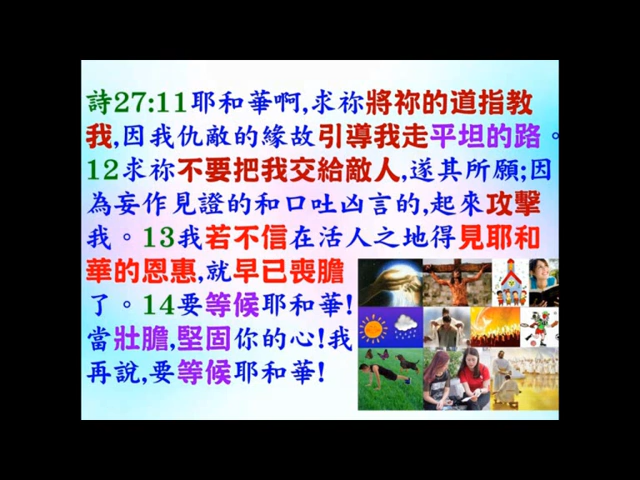 詩27:11耶和華啊,求祢將祢的道指教
我,因我仇敵的緣故引導我走平坦的路。
12求祢不要把我交給敵人,遂其所願;因
為妄作見證的和口吐凶言的,起來攻擊
我。13我若不信在活人之地得見耶和
華的恩惠,就早已喪膽
了。14要等候耶和華!
當壯膽,堅固你的心!我
再說,要等候耶和華!